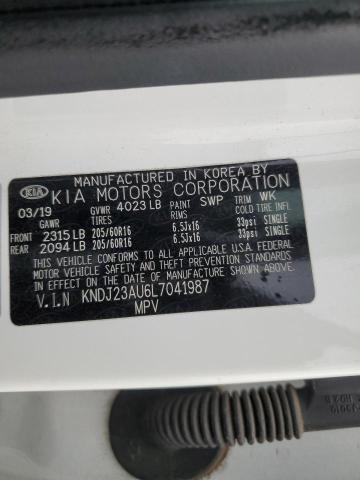 MANUFACTURED IN KOREA BY
KIA KIA MOTORS CORPORATION
03/19 GVWR 4023 LB PAINT SWP TRIM WK
GAWR TIRES RIMS COLD TIRE INFL
FRONT 2315 LB 205/60R16 6.5Jx16 33psi SINGLE
REAR 2094 LB 205/60R16 6.5Jx16 33psi SINGLE
THIS VEHICLE CONFORMS TO ALL APPLICABLE U.S.A. FEDERAL
MOTOR VEHICLE SAFETY, BUMPER, AND THEFT PREVENTION
STANDARDS IN EFFECT ON THE DATE OF MANUFACTURE SHOWN ABOVE.
V.I.N KNDJ23AU6L7041987
MPV